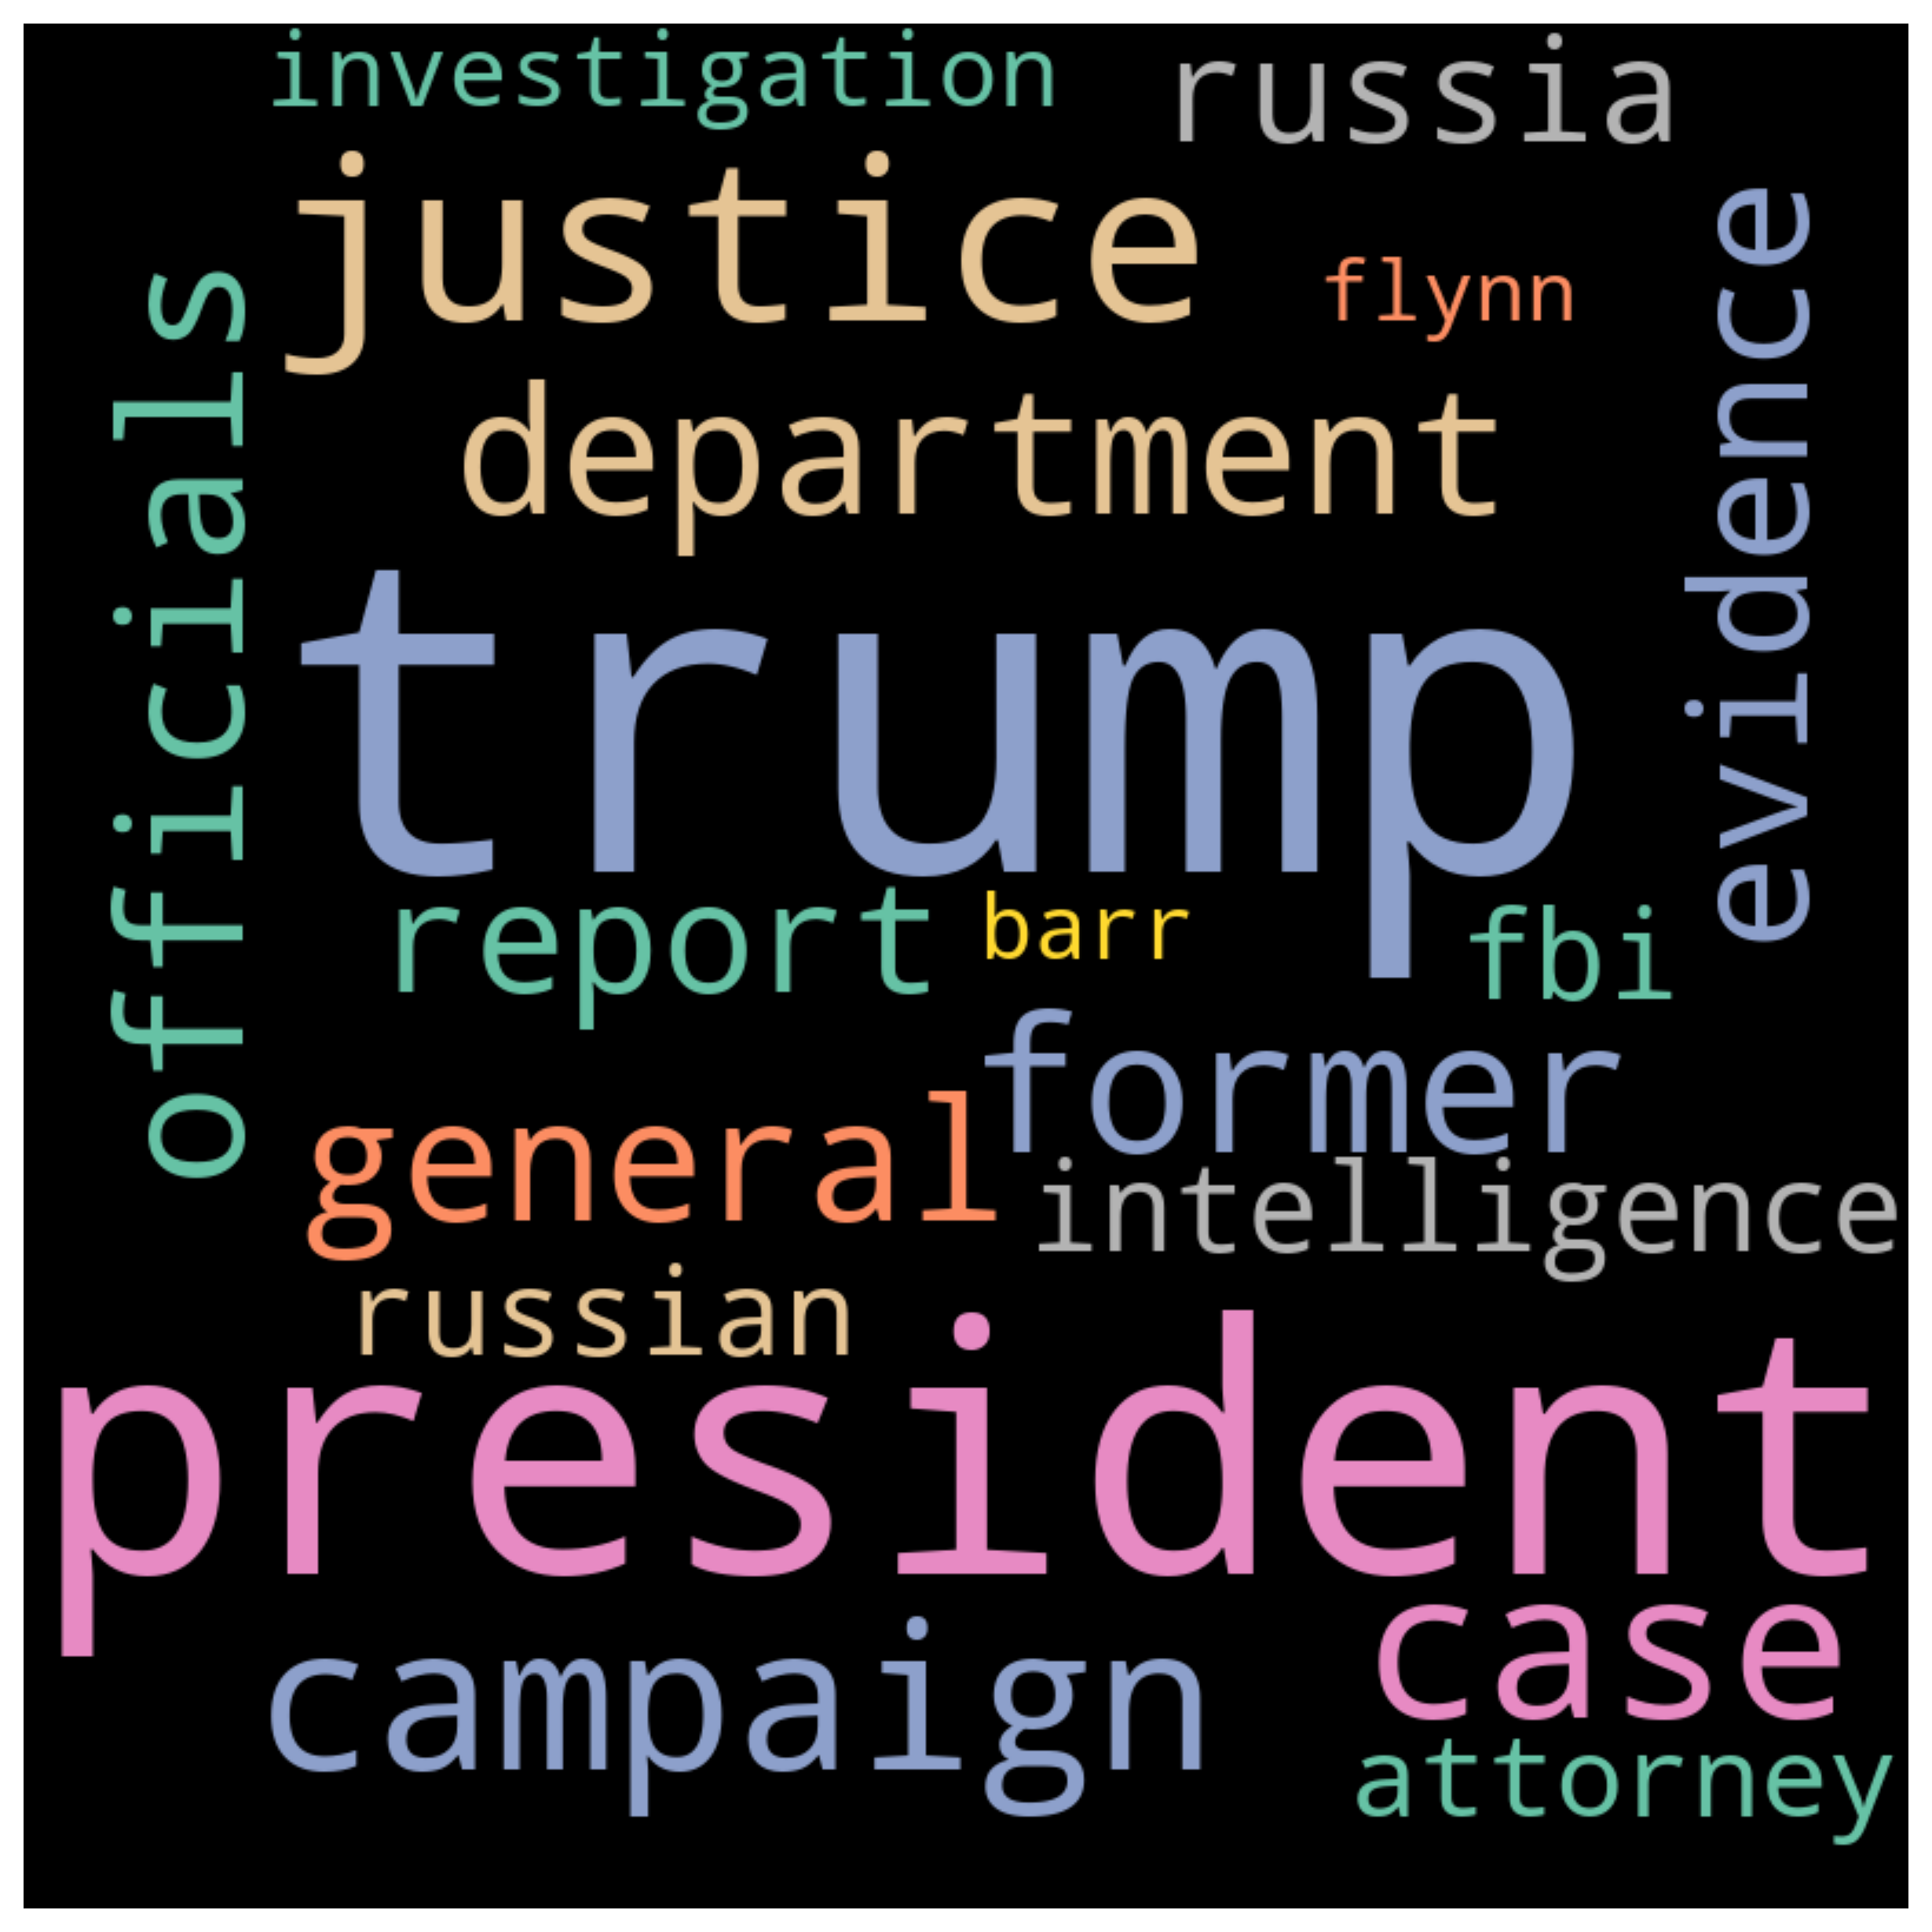 investigation
russia
justice
flynn
evidence
officials
department
trump
report
barr
fbi
former
general
intelligence
russian
president
case
campaign
attorney